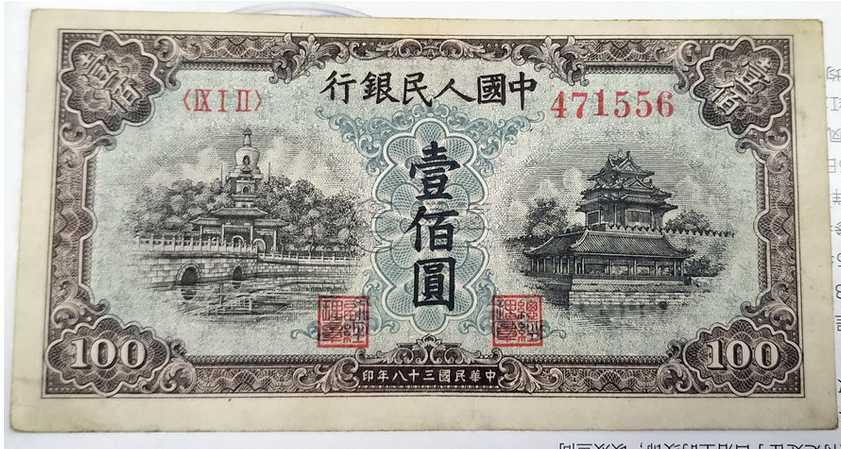 中國人民銀行
〈IX I II〉
471556
壹佰
壹佰
壹佰圓
100
100
中華民國三十八年印